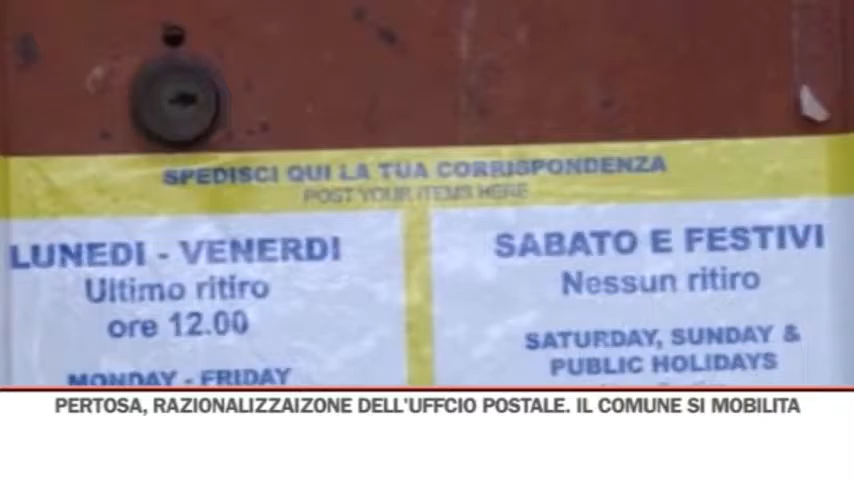 SPEDISCI QUI LA TUA CORRISPONDENZA
POST YOUR ITEMS HERE
LUNEDI - VENERDI
Ultimo ritiro
ore 12.00
MONDAY - FRIDAY
SABATO E FESTIVI
Nessun ritiro
SATURDAY, SUNDAY &
PUBLIC HOLIDAYS
PERTOSA, RAZIONALIZZAIZONE DELL'UFFCIO POSTALE. IL COMUNE SI MOBILITA